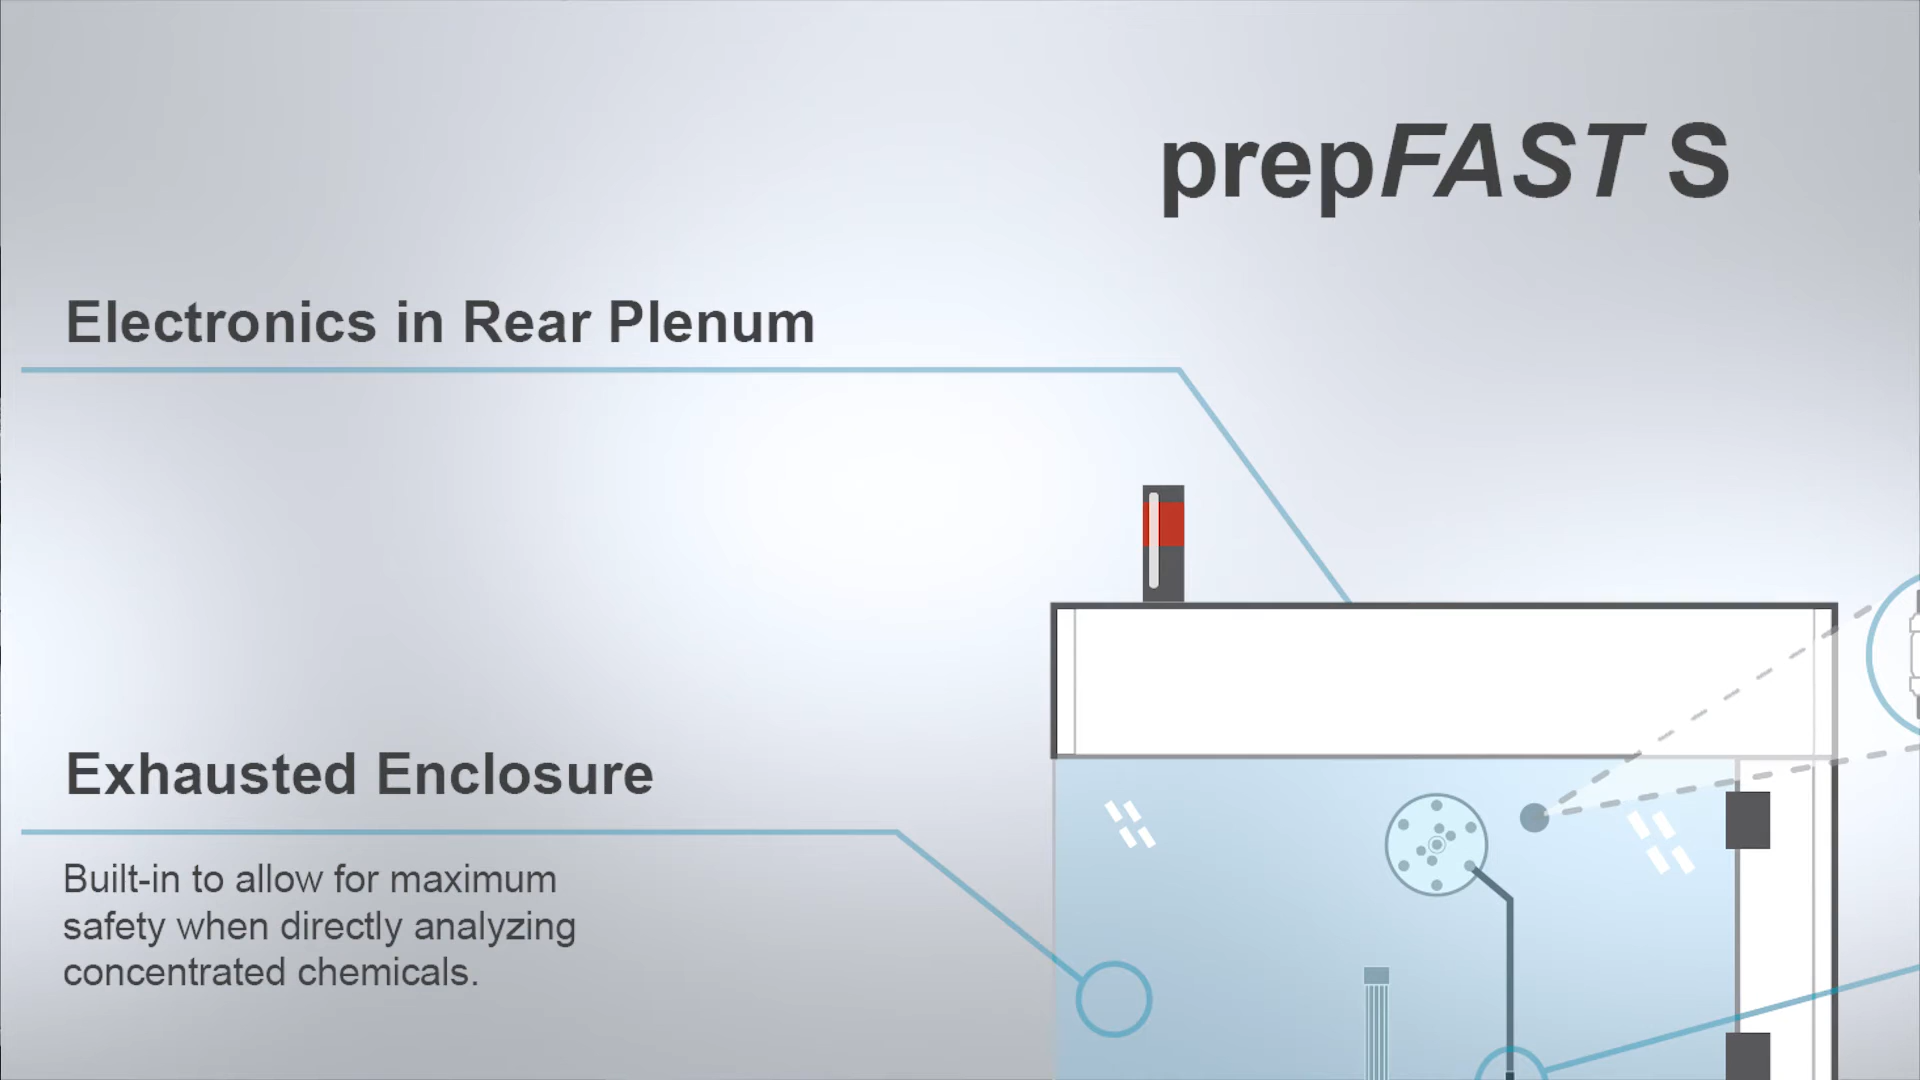 prepFAST S
Electronics in Rear Plenum
Exhausted Enclosure
Built-in to allow for maximum
safety when directly analyzing
concentrated chemicals.